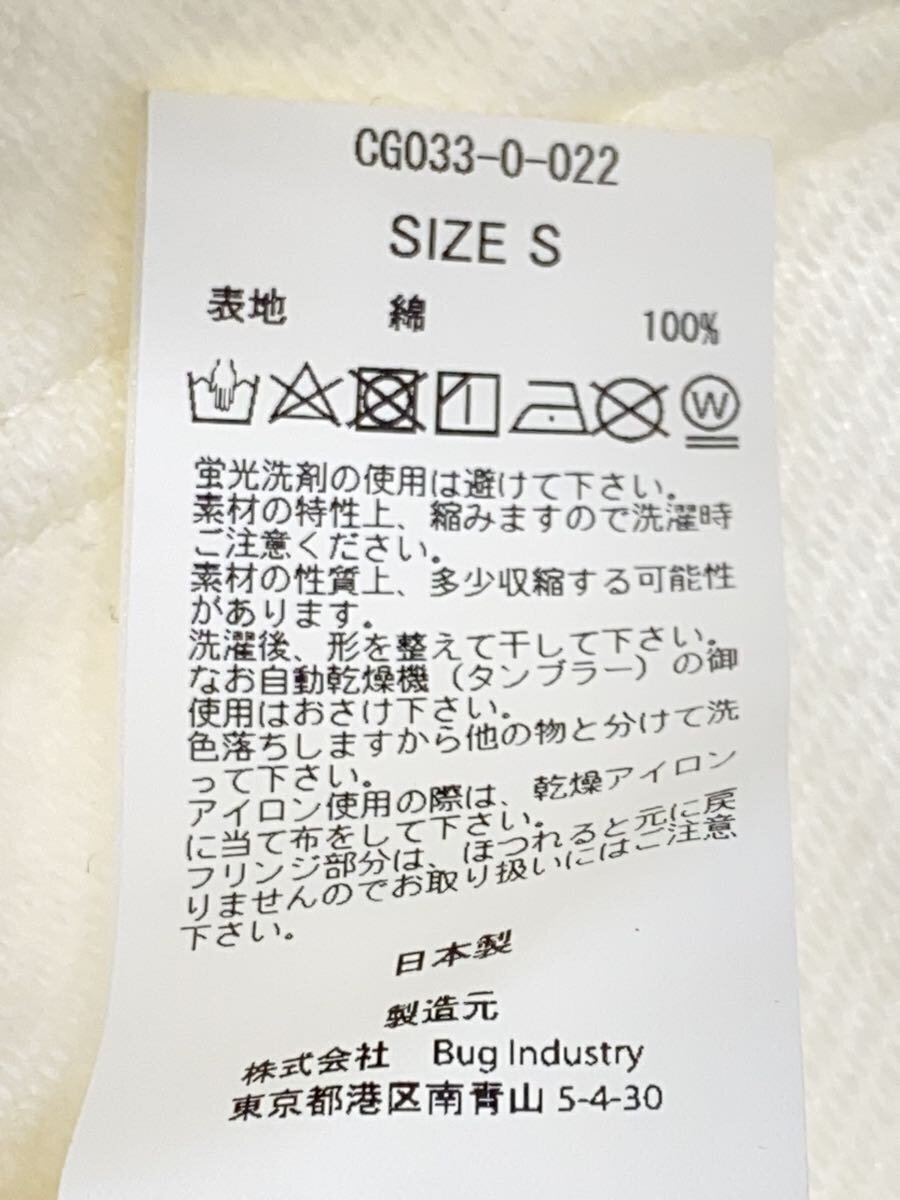 CG033-0-022
SIZE S
表地 綿 100%
W
蛍光洗剤の使用は避けて下さい。
素材の特性上、縮みますので洗濯時
ご注意ください。
素材の性質上、多少収縮する可能性
があります。
洗濯後、形を整えて干して下さい。
なお自動乾燥機（タンブラー）の御
使用はおさけ下さい。
色落ちしますから他の物と分けて洗
って下さい。
アイロン使用の際は、乾燥アイロン
に当て布をして下さい。
フリンジ部分は、ほつれると元に戻
りませんのでお取り扱いにはご注意
下さい。
日本製
製造元
株式会社 Bug Industry
東京都港区南青山 5-4-30